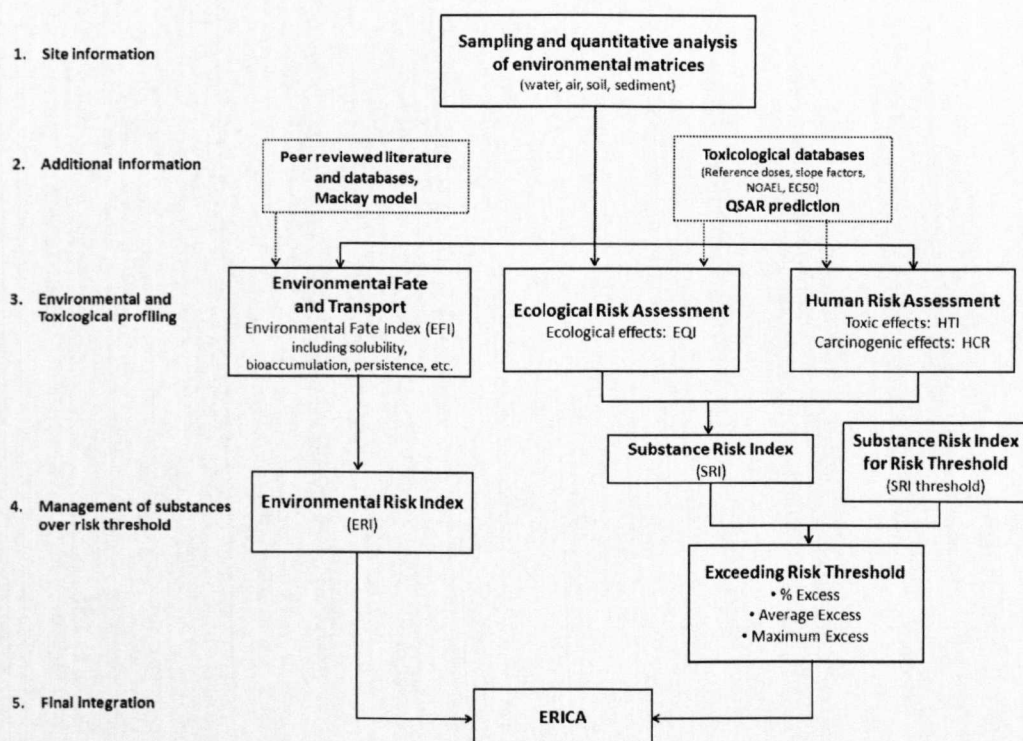 1. Site information
Sampling and quantitative analysis
of environmental matrices
(water, air, soil, sediment)
2. Additional information
Peer reviewed literature
and databases,
Mackay model
Toxicological databases
(Reference doses, slope factors,
NOAEL, EC50)
QSAR prediction
3. Environmental and
Toxicogical profiling
Environmental Fate
and Transport
Environmental Fate Index (EFI)
including solubility,
bioaccumulation, persistence, etc.
Ecological Risk Assessment
Ecological effects: EQI
Human Risk Assessment
Toxic effects: HTI
Carcinogenic effects: HCR
Substance Risk Index
(SRI)
Substance Risk Index
for Risk Threshold
(SRI threshold)
4. Management of substances
over risk threshold
Environmental Risk Index
(ERI)
Exceeding Risk Threshold
• % Excess
• Average Excess
• Maximum Excess
5. Final integration
ERICA